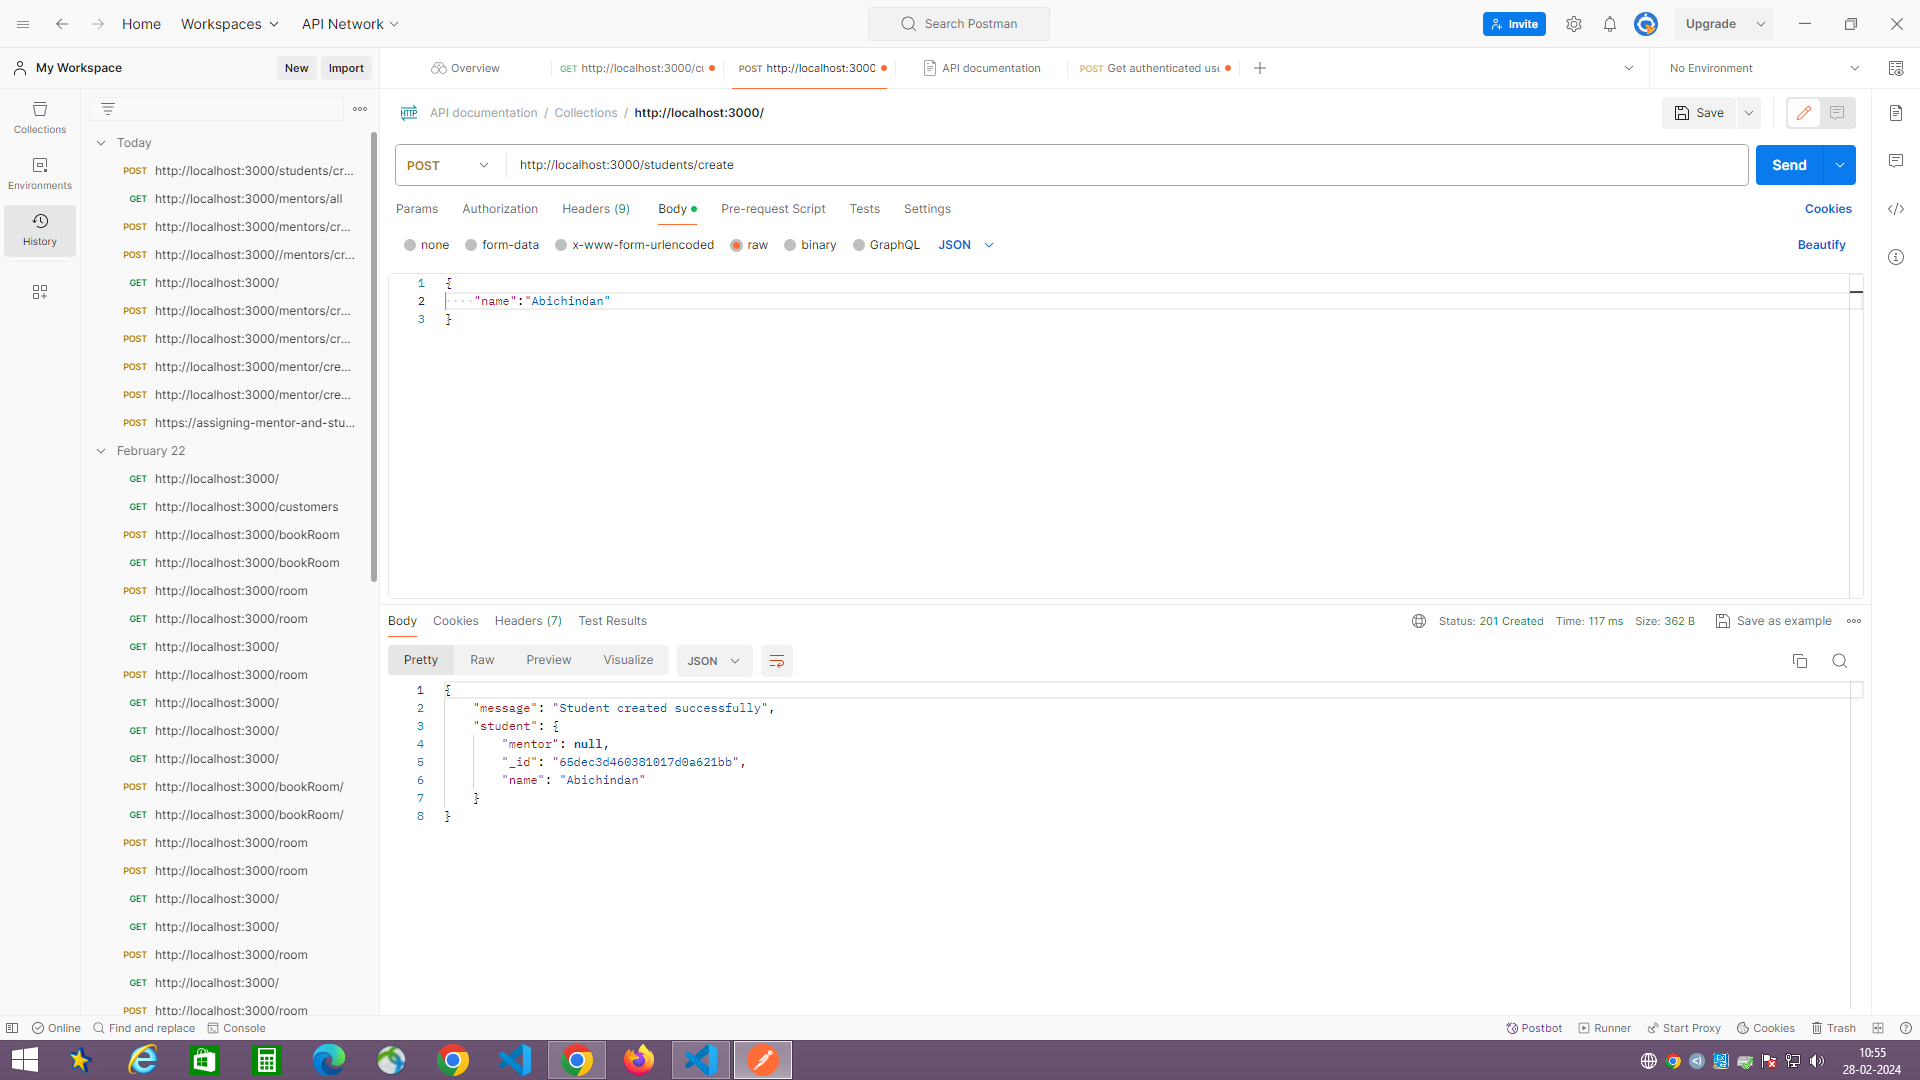 Home Workspaces API Network Search Postman Invite Upgrade
My Workspace New Import Overview GET http://localhost:3000/cu POST http://localhost:3000 API documentation POST Get authenticated use No Environment
API documentation / Collections / http://localhost:3000/ Save
Collections
Environments
History
Today
POST http://localhost:3000/students/cr...
GET http://localhost:3000/mentors/all
POST http://localhost:3000/mentors/cr...
POST http://localhost:3000//mentors/cr...
GET http://localhost:3000/
POST http://localhost:3000/mentors/cr...
POST http://localhost:3000/mentors/cr...
POST http://localhost:3000/mentor/cre...
POST http://localhost:3000/mentor/cre...
POST https://assigning-mentor-and-stu...
February 22
GET http://localhost:3000/
GET http://localhost:3000/customers
POST http://localhost:3000/bookRoom
GET http://localhost:3000/bookRoom
POST http://localhost:3000/room
GET http://localhost:3000/room
GET http://localhost:3000/
POST http://localhost:3000/room
GET http://localhost:3000/
GET http://localhost:3000/
GET http://localhost:3000/
POST http://localhost:3000/bookRoom/
GET http://localhost:3000/bookRoom/
POST http://localhost:3000/room
POST http://localhost:3000/room
GET http://localhost:3000/
GET http://localhost:3000/
POST http://localhost:3000/room
GET http://localhost:3000/
POST http://localhost:3000/room
POST http://localhost:3000/students/create Send
Params Authorization Headers (9) Body Pre-request Script Tests Settings Cookies
none form-data x-www-form-urlencoded raw binary GraphQL JSON Beautify
1 {
2 "name":"Abichindan"
3 }
Body Cookies Headers (7) Test Results Status: 201 Created Time: 117 ms Size: 362 B Save as example
Pretty Raw Preview Visualize JSON
1 {
2 "message": "Student created successfully",
3 "student": {
4 "mentor": null,
5 "_id": "65dec3d460381017d0a621bb",
6 "name": "Abichindan"
7 }
8 }
Online Find and replace Console Postbot Runner Start Proxy Cookies Trash
10:55
28-02-2024